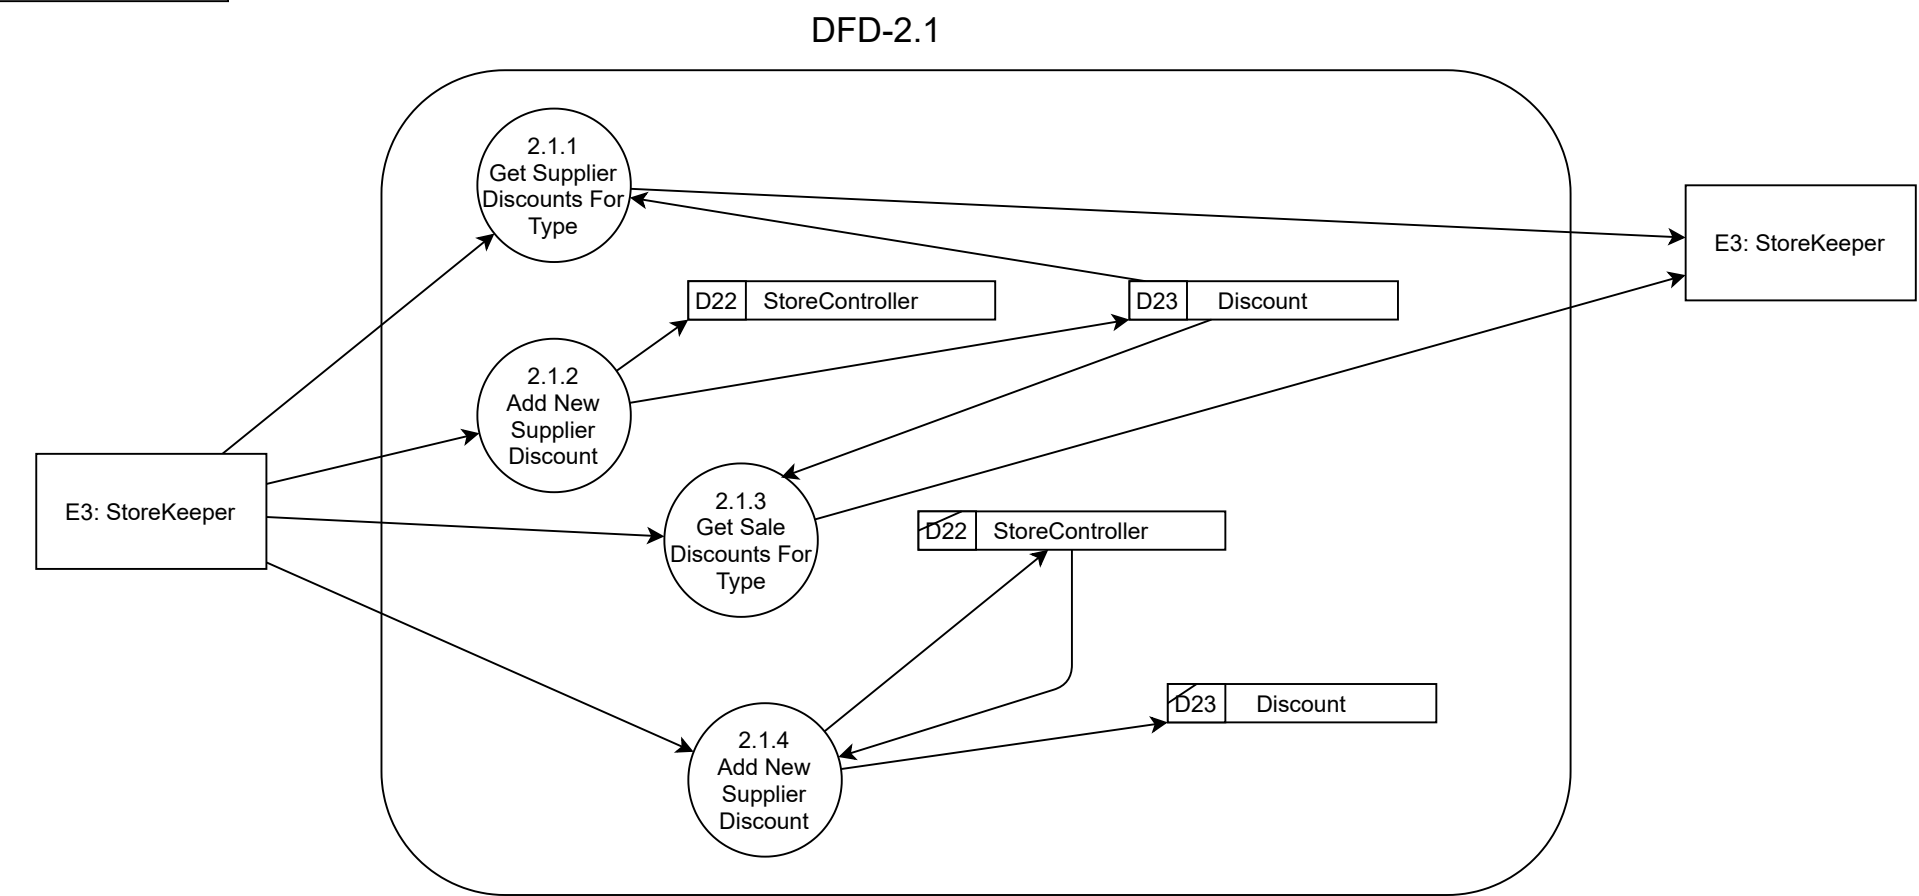 DFD-2.1
2.1.1
Get Supplier
Discounts For
Type
E3: StoreKeeper
D22 StoreController
D23 Discount
2.1.2
Add New
Supplier
Discount
E3: StoreKeeper
2.1.3
Get Sale
Discounts For
Type
D22 StoreController
D23 Discount
2.1.4
Add New
Supplier
Discount